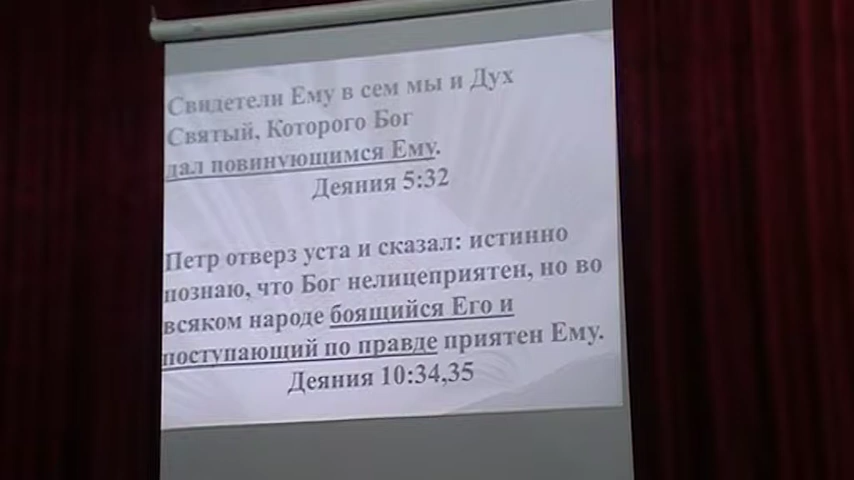 Свидетели Ему в сем мы и Дух
Святый, Которого Бог
дал повинующимся Ему.
Деяния 5:32
Петр отверз уста и сказал: истинно
познаю, что Бог нелицеприятен, но во
всяком народе боящийся Его и
поступающий по правде приятен Ему.
Деяния 10:34,35